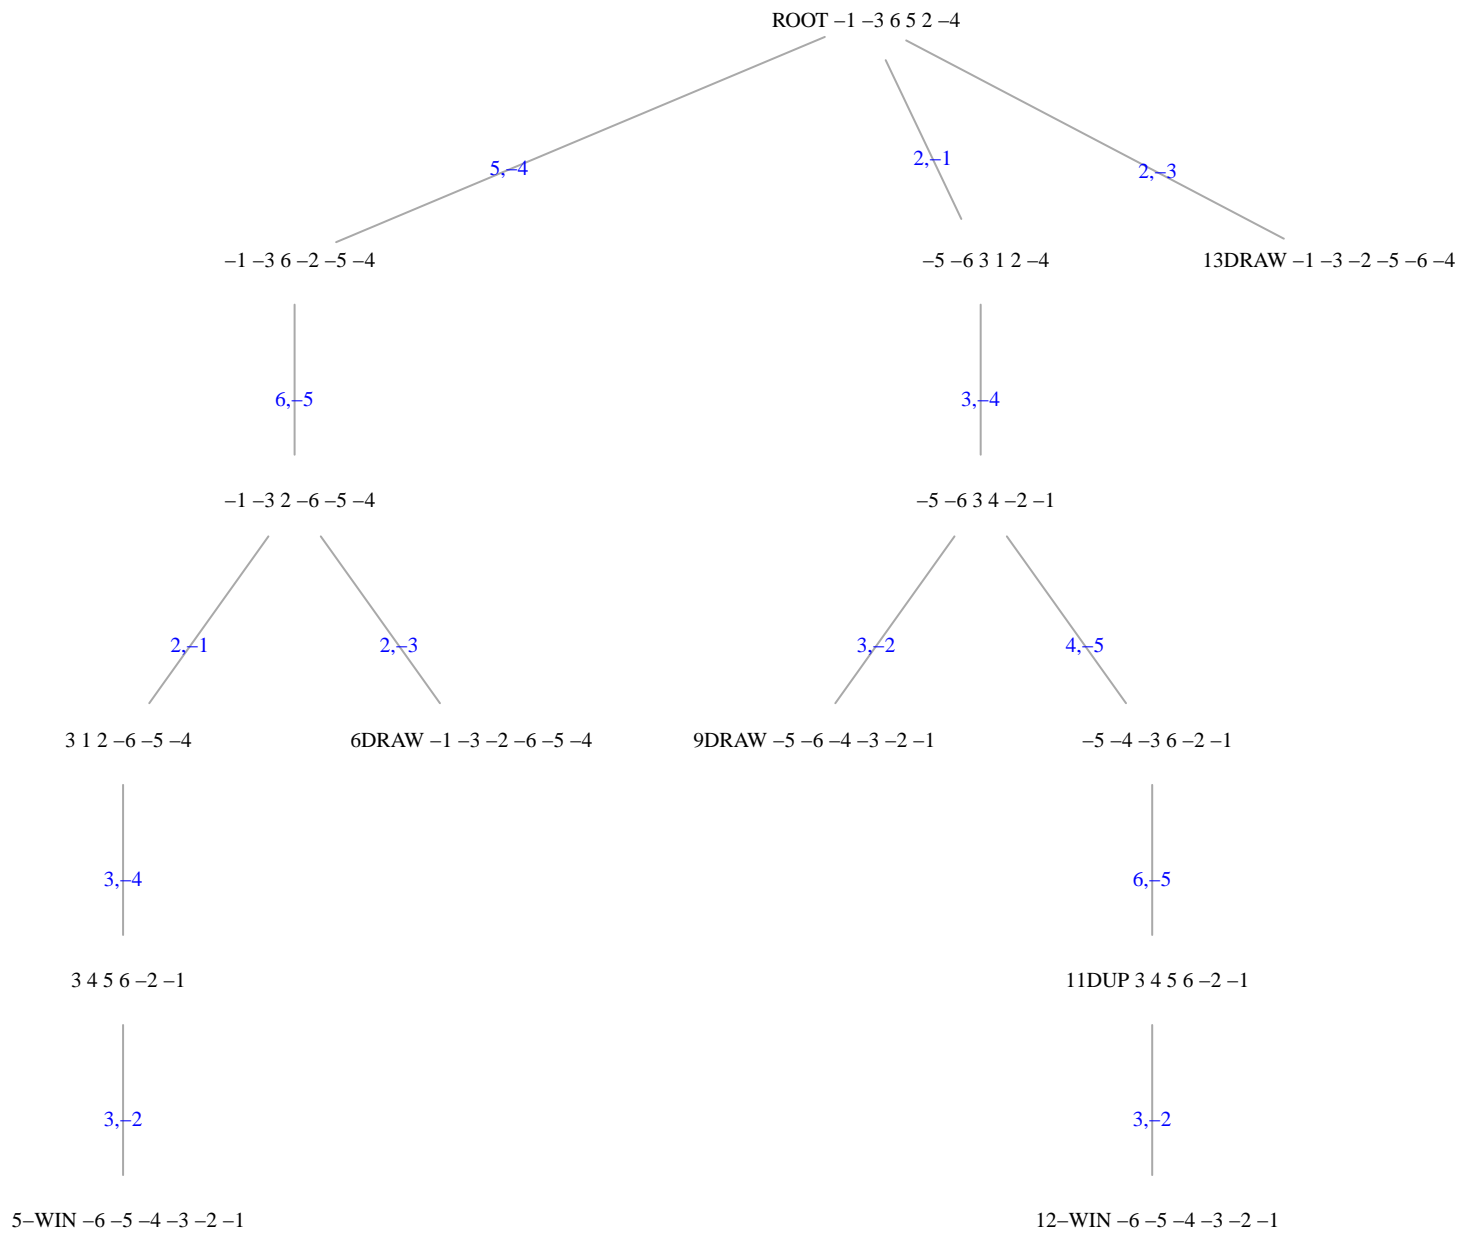 ROOT –1 –3 6 5 2 –4
5,–4
2,–1
2,–3
–1 –3 6 –2 –5 –4
–5 –6 3 1 2 –4
13DRAW –1 –3 –2 –5 –6 –4
6,–5
3,–4
–1 –3 2 –6 –5 –4
–5 –6 3 4 –2 –1
2,–1
2,–3
3,–2
4,–5
3 1 2 –6 –5 –4
6DRAW –1 –3 –2 –6 –5 –4
9DRAW –5 –6 –4 –3 –2 –1
–5 –4 –3 6 –2 –1
3,–4
6,–5
3 4 5 6 –2 –1
11DUP 3 4 5 6 –2 –1
3,–2
3,–2
5–WIN –6 –5 –4 –3 –2 –1
12–WIN –6 –5 –4 –3 –2 –1